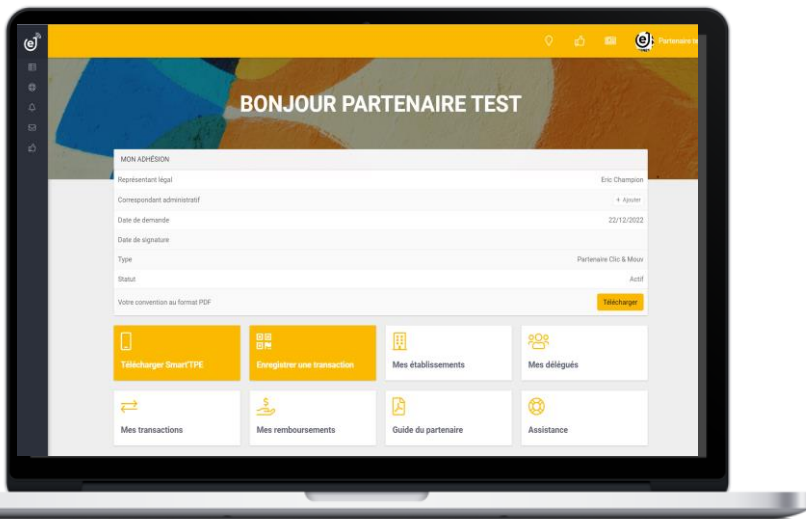 Partenaire te
BONJOUR PARTENAIRE TEST
MON ADHÉSION
Représentant légal Eric Champion
Correspondant administratif + Ajouter
Date de demande 22/12/2022
Date de signature
Type Partenaire Clic & Mouv
Statut Actif
Votre convention au format PDF Télécharger
Télécharger Smart'TPE
Enregistrer une transaction
Mes établissements
Mes délégués
Mes transactions
Mes remboursements
Guide du partenaire
Assistance